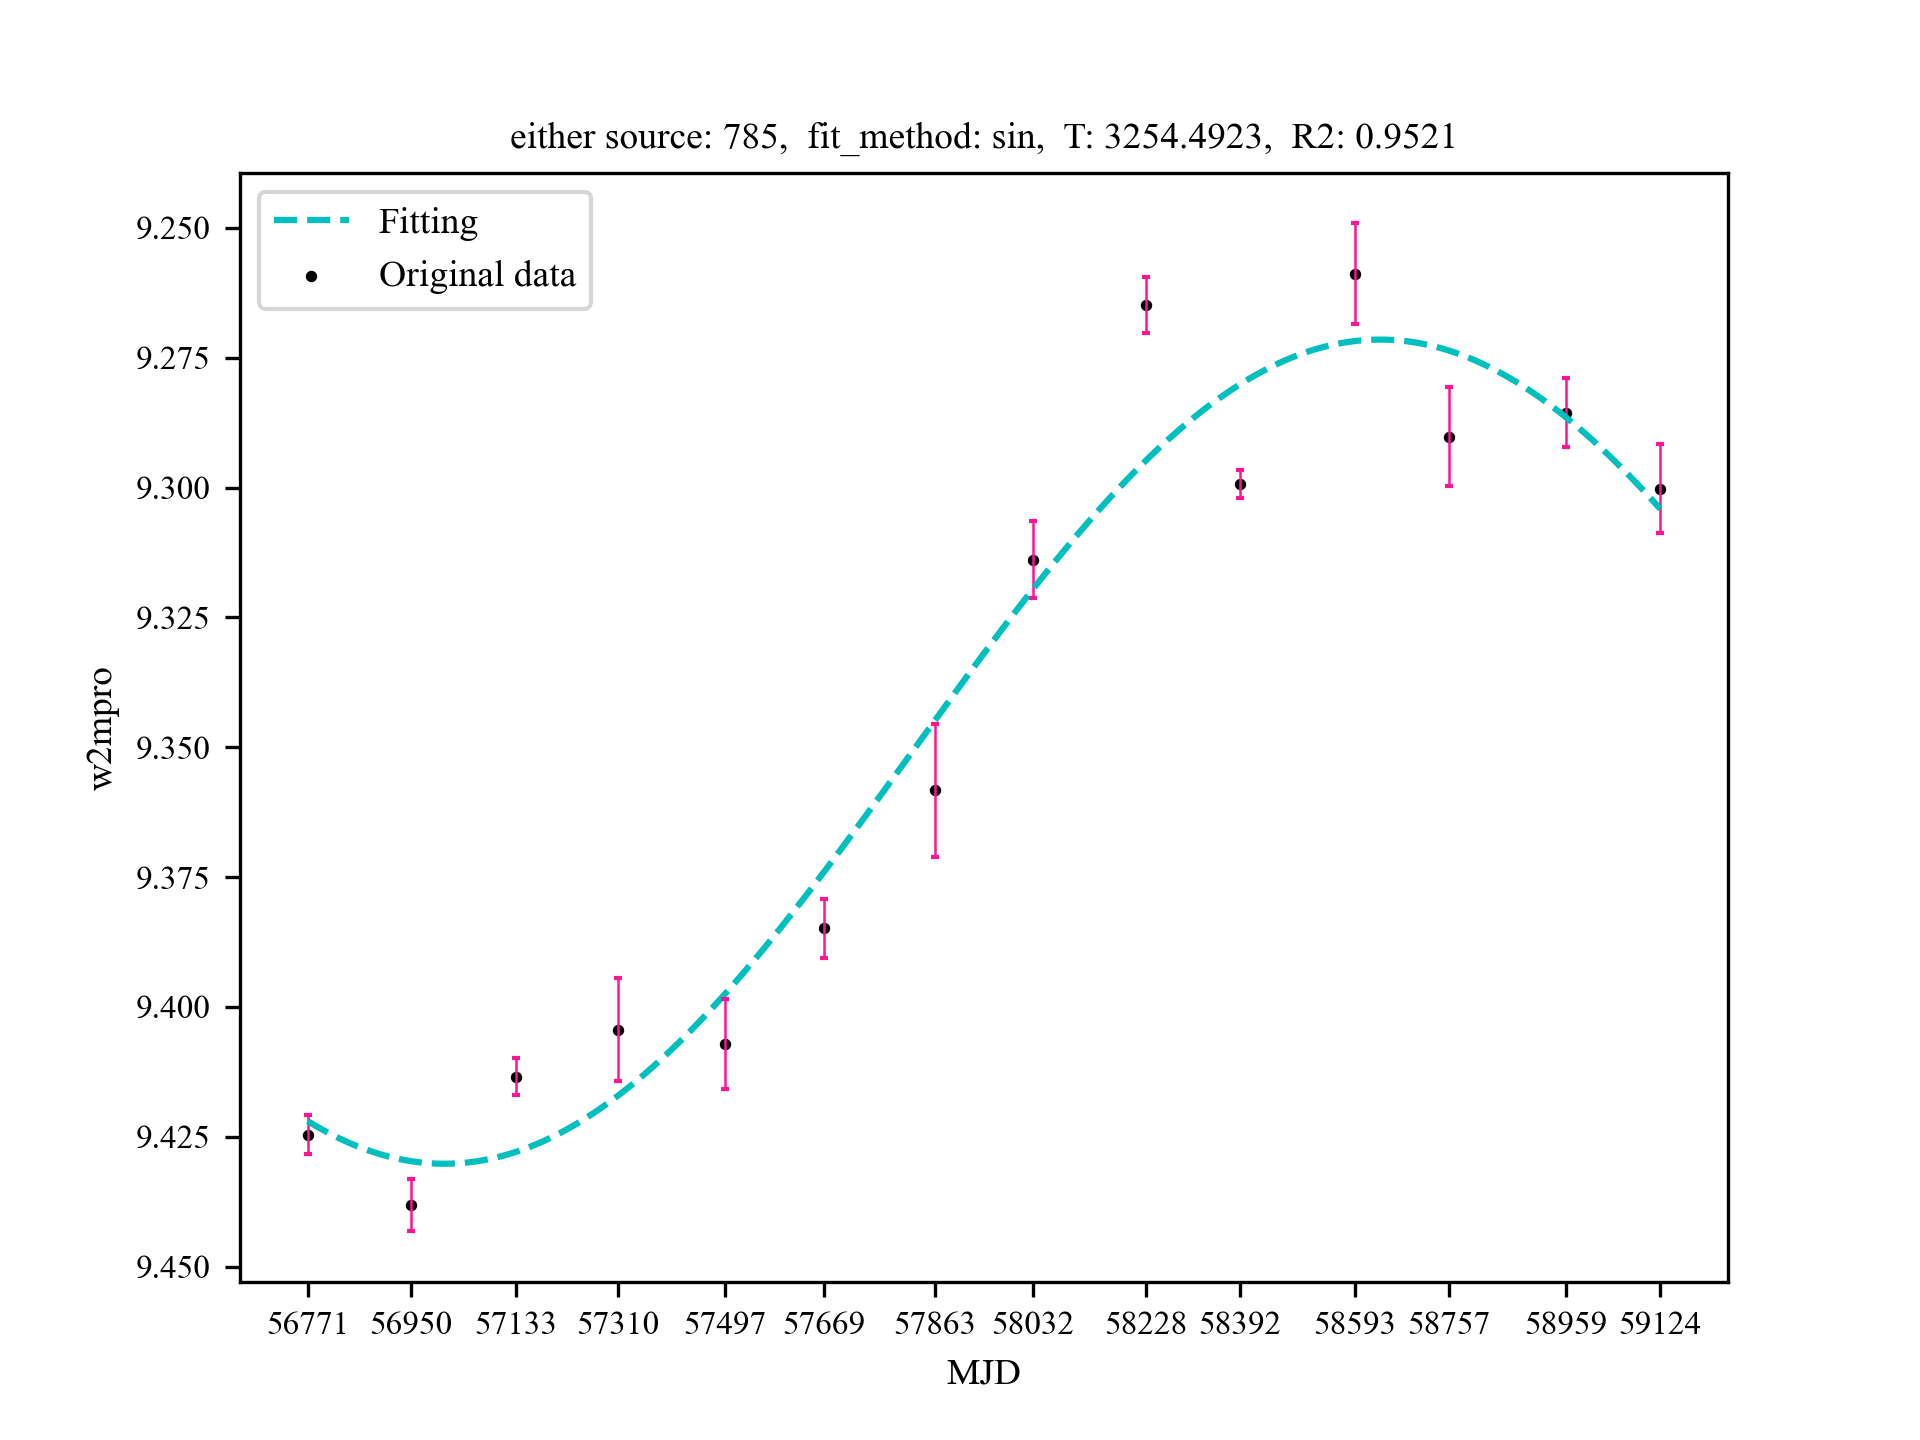 either source: 785,  fit_method: sin,  T: 3254.4923,  R2: 0.9521
Fitting
Original data
9.250
9.275
9.300
9.325
9.350
9.375
9.400
9.425
9.450
w2mpro
56771 56950 57133 57310 57497 57669 57863 58032 58228 58392 58593 58757 58959 59124
MJD